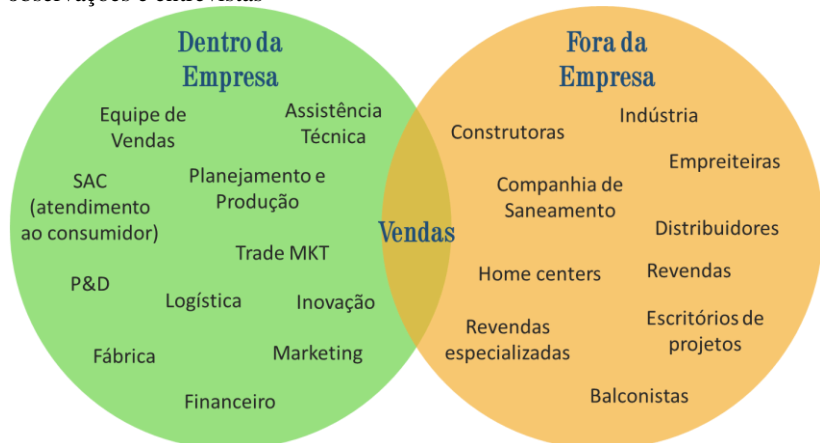 observações e entrevistas
Dentro da
Empresa
Equipe de
Vendas
Assistência
Técnica
SAC
(atendimento
ao consumidor)
Planejamento e
Produção
Trade MKT
P&D
Logística
Inovação
Fábrica
Marketing
Financeiro
Vendas
Fora da
Empresa
Construtoras
Indústria
Empreiteiras
Companhia de
Saneamento
Distribuidores
Home centers
Revendas
Revendas
especializadas
Escritórios de
projetos
Balconistas